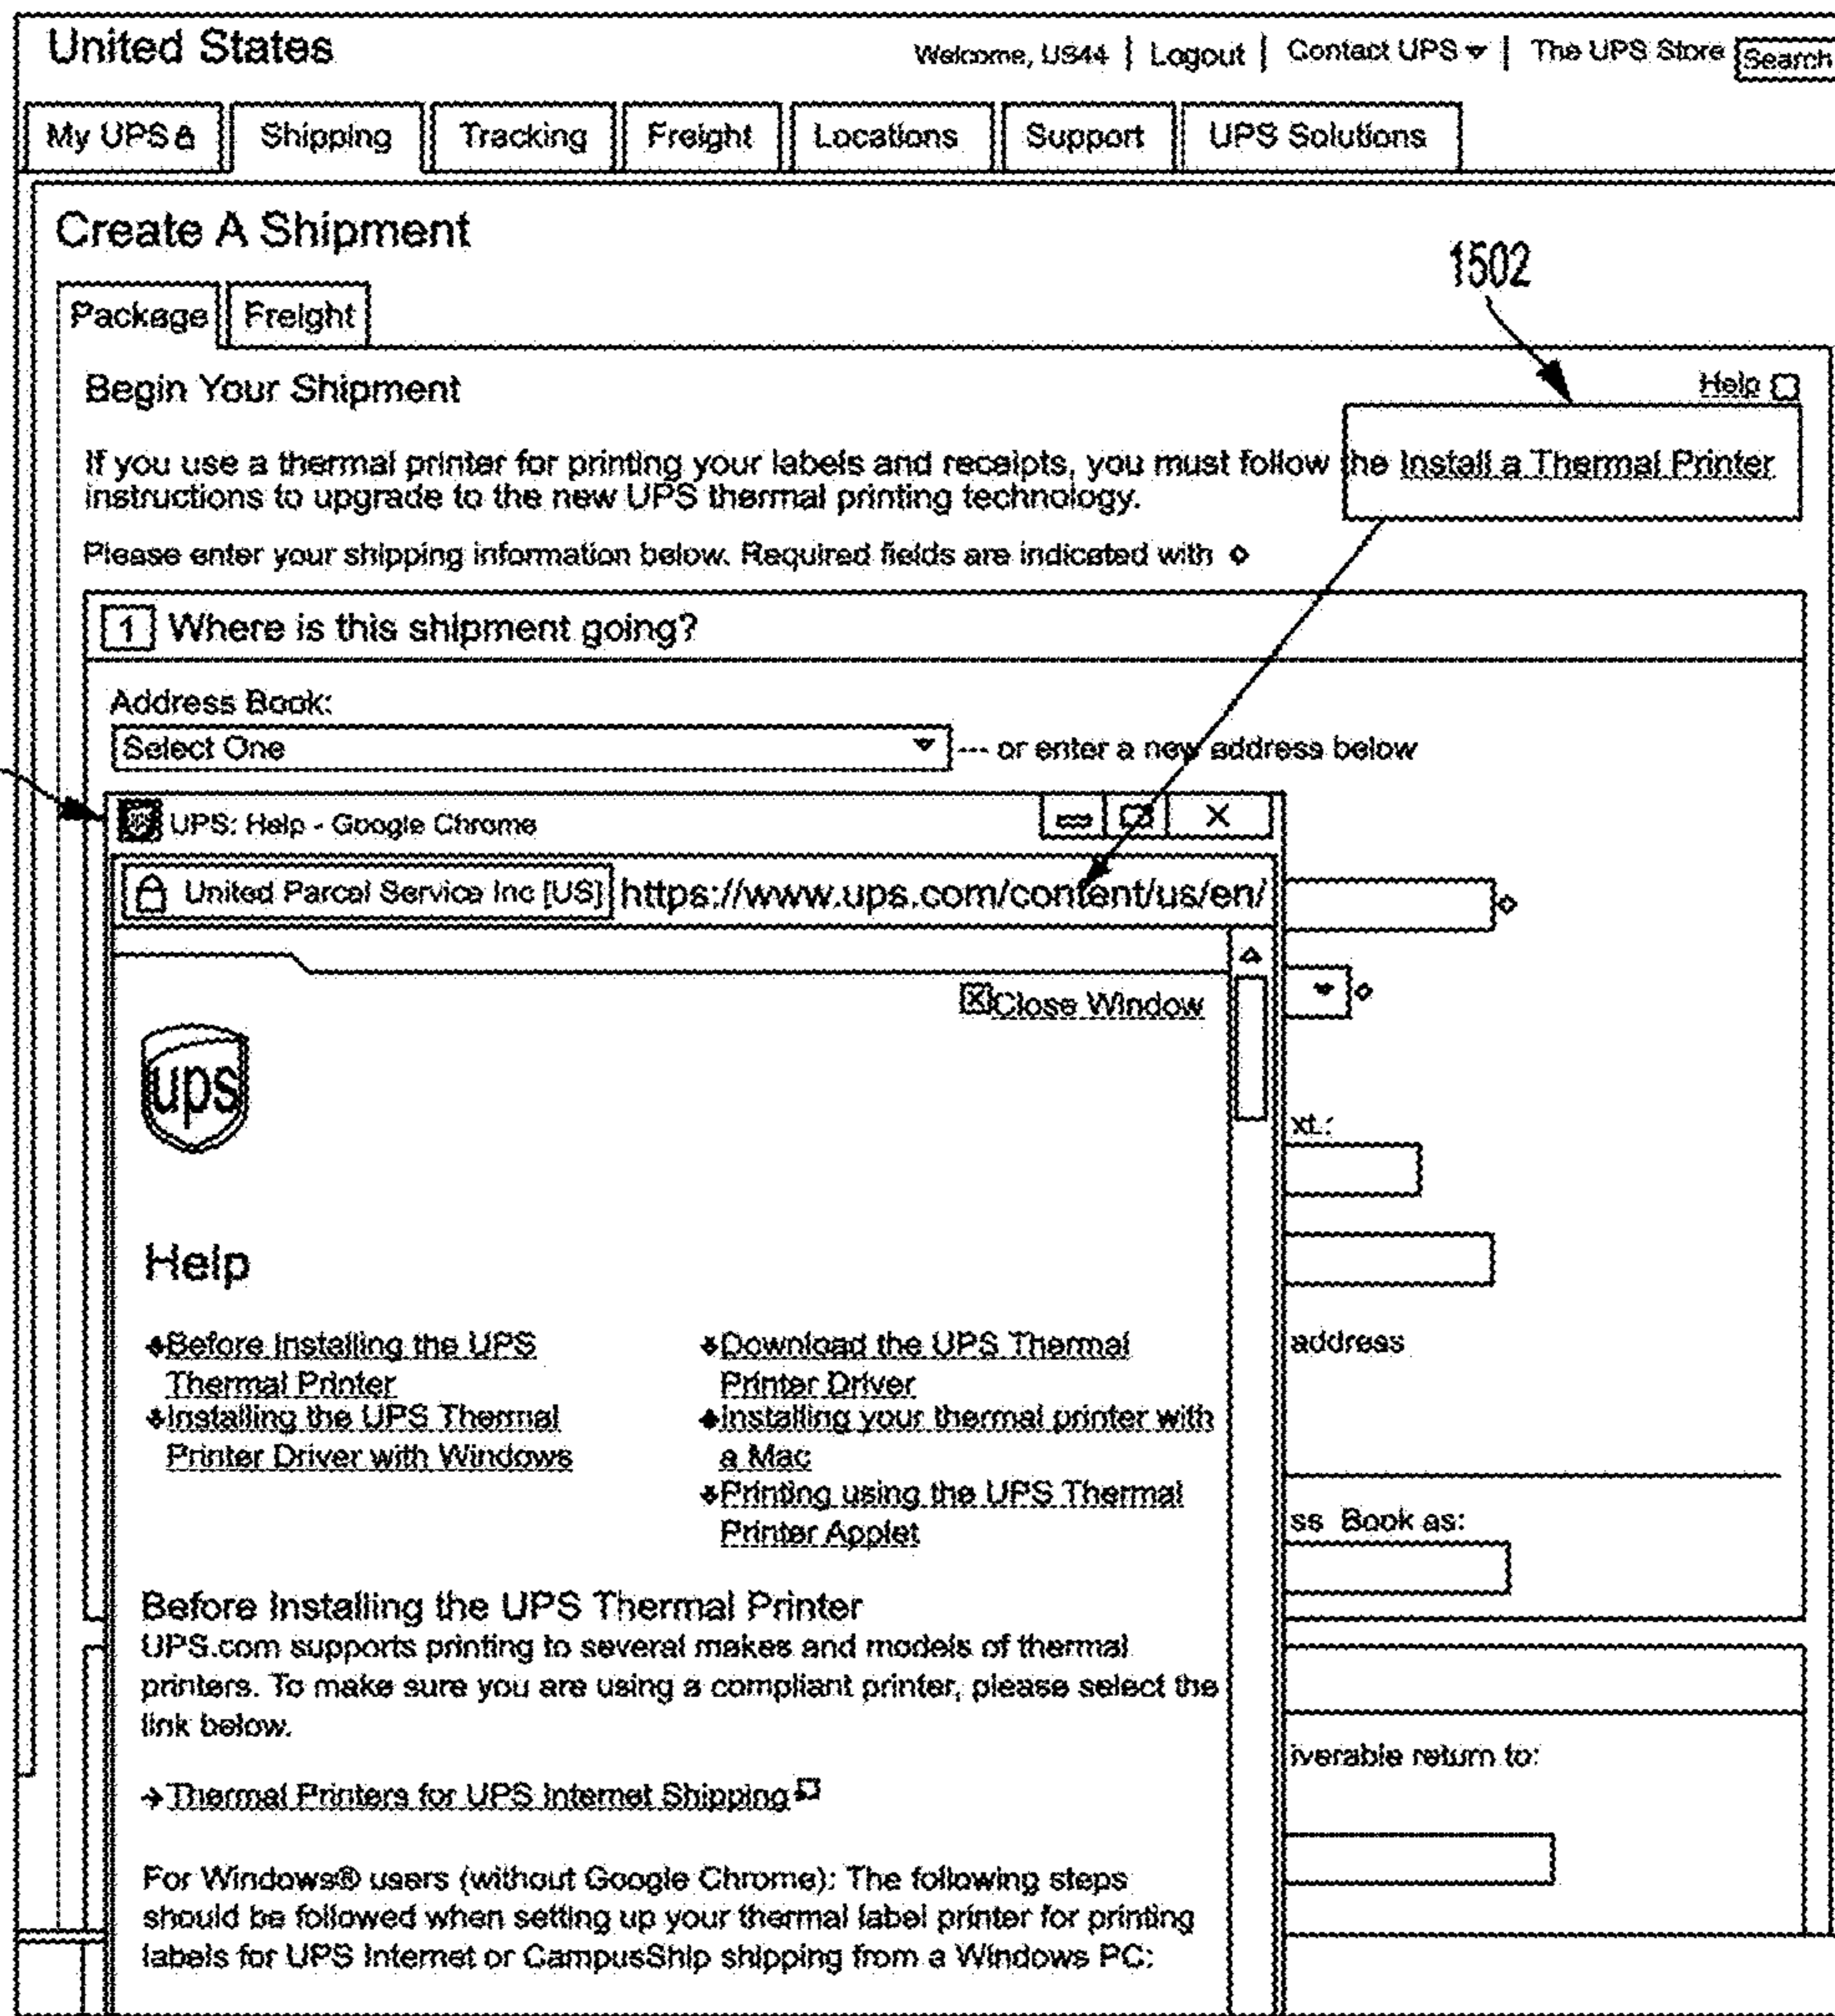 United States
Welcome, US44 | Logout | Contact UPS | The UPS Store Search
My UPS Shipping Tracking Freight Locations Support UPS Solutions
Create A Shipment
1502
Package Freight
Begin Your Shipment
Help
If you use a thermal printer for printing your labels and receipts, you must follow the Install a Thermal Printer
instructions to upgrade to the new UPS thermal printing technology.
Please enter your shipping information below. Required fields are indicated with ⋄
1 Where is this shipment going?
Address Book:
Select One --- or enter a new address below
UPS: Help - Google Chrome X
United Parcel Service Inc [US] https://www.ups.com/content/us/en/
Close Window
ups
xt.:
Help
Before Installing the UPS
Thermal Printer
Installing the UPS Thermal
Printer Driver with Windows
Download the UPS Thermal
Printer Driver
Installing your thermal printer with
a Mac
Printing using the UPS Thermal
Printer Applet
address
ss Book as:
Before Installing the UPS Thermal Printer
UPS.com supports printing to several makes and models of thermal
printers. To make sure you are using a compliant printer, please select the
link below.
iverable return to:
→Thermal Printers for UPS Internet Shipping
For Windows® users (without Google Chrome): The following steps
should be followed when setting up your thermal label printer for printing
labels for UPS Internet or CampusShip shipping from a Windows PC: